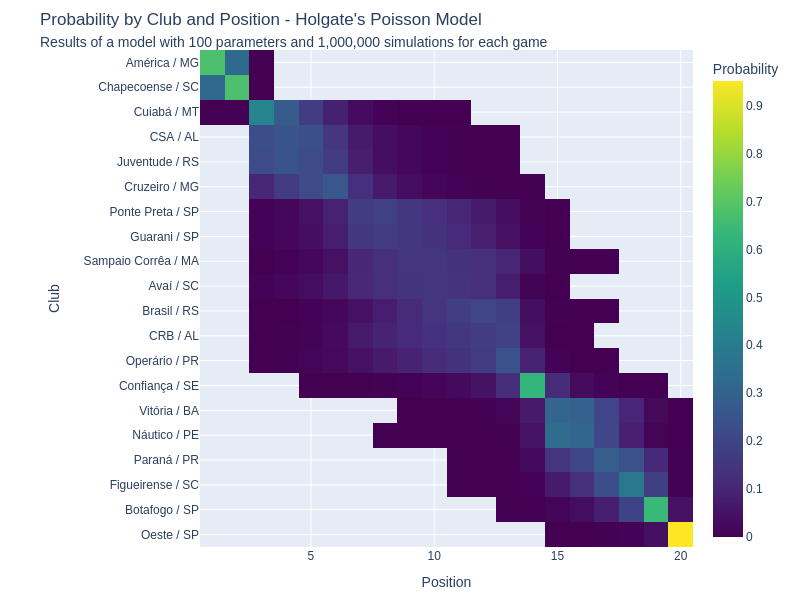 Probability by Club and Position - Holgate's Poisson Model
Results of a model with 100 parameters and 1,000,000 simulations for each game
Probability
América / MG
Chapecoense / SC
Cuiabá / MT
CSA / AL
Juventude / RS
Cruzeiro / MG
Ponte Preta / SP
Guarani / SP
Sampaio Corrêa / MA
Avaí / SC
Brasil / RS
CRB / AL
Operário / PR
Confiança / SE
Vitória / BA
Náutico / PE
Paraná / PR
Figueirense / SC
Botafogo / SP
Oeste / SP
Club
5
10
15
20
Position
0.9
0.8
0.7
0.6
0.5
0.4
0.3
0.2
0.1
0